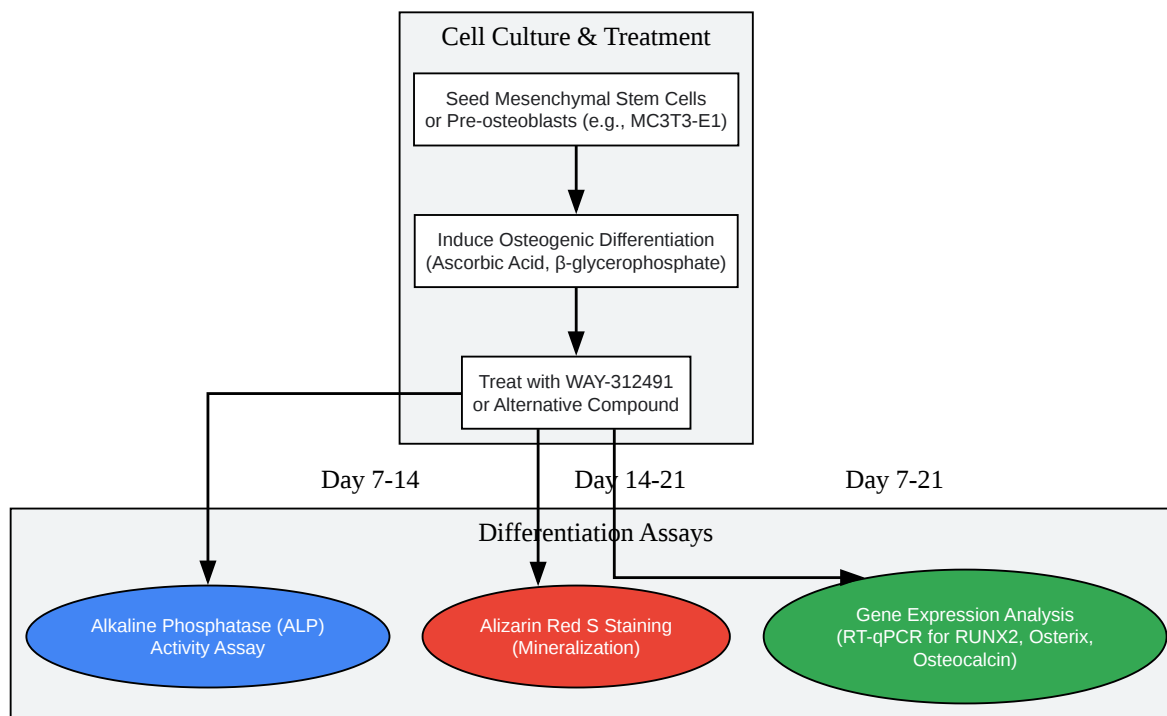 Cell Culture & Treatment
Seed Mesenchymal Stem Cells
or Pre-osteoblasts (e.g., MC3T3-E1)
Induce Osteogenic Differentiation
(Ascorbic Acid, β-glycerophosphate)
Treat with WAY-312491
or Alternative Compound
Day 7-14
Day 14-21
Day 7-21
Differentiation Assays
Alkaline Phosphatase (ALP)
Activity Assay
Alizarin Red S Staining
(Mineralization)
Gene Expression Analysis
(RT-qPCR for RUNX2, Osterix,
Osteocalcin)